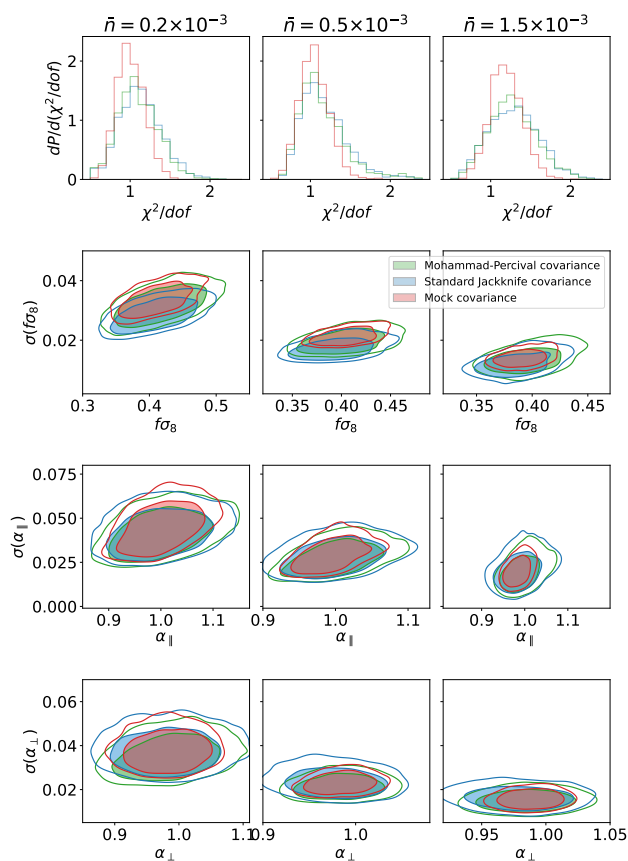 n̄ = 0.2×10⁻³ n̄ = 0.5×10⁻³ n̄ = 1.5×10⁻³
dP/d(χ²/dof)
2
1
0
1 2 1 2 1 2
χ²/dof χ²/dof χ²/dof
Mohammad-Percival covariance
Standard Jackknife covariance
Mock covariance
σ(fσ₈)
0.04
0.02
0.3 0.4 0.5 0.35 0.40 0.45 0.35 0.40 0.45
fσ₈ fσ₈ fσ₈
σ(α∥)
0.075
0.050
0.025
0.000
0.9 1.0 1.1 0.9 1.0 1.1 0.9 1.0 1.1
α∥ α∥ α∥
σ(α⊥)
0.06
0.04
0.02
0.9 1.0 1.1 0.9 1.0 0.95 1.00 1.05
α⊥ α⊥ α⊥